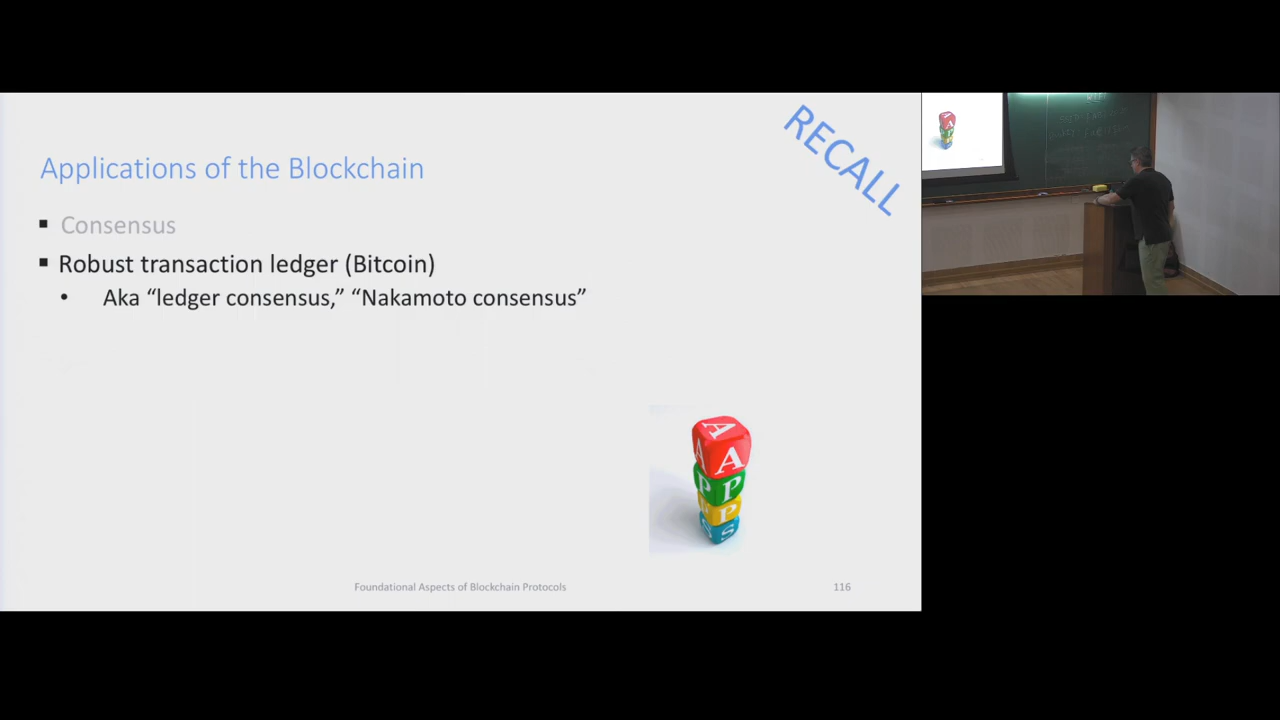 RECALL
Applications of the Blockchain
▪ Consensus
▪ Robust transaction ledger (Bitcoin)
• Aka “ledger consensus,” “Nakamoto consensus”
A
A A
P P
P
S S
Foundational Aspects of Blockchain Protocols
116